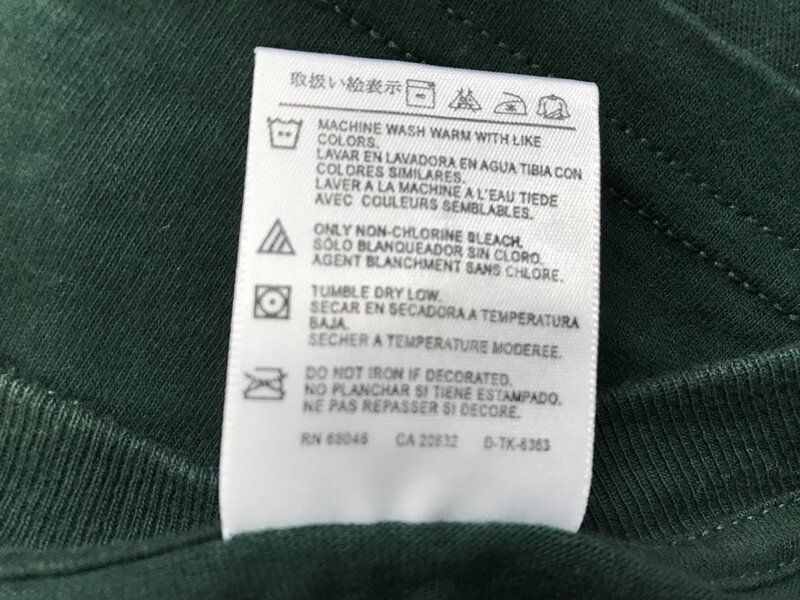 取扱い絵表示
MACHINE WASH WARM WITH LIKE
COLORS.
LAVAR EN LAVADORA EN AGUA TIBIA CON
COLORES SIMILARES.
LAVER A LA MACHINE A L'EAU TIEDE
AVEC COULEURS SEMBLABLES.
ONLY NON-CHLORINE BLEACH.
SÓLO BLANQUEADOR SIN CLORO.
AGENT BLANCHMENT SANS CHLORE.
TUMBLE DRY LOW.
SECAR EN SECADORA A TEMPERATURA
BAJA.
SECHER A TEMPERATURE MODEREE.
DO NOT IRON IF DECORATED.
NO PLANCHAR SI TIENE ESTAMPADO.
NE PAS REPASSER SI DECORE.
RN 68046 CA 20632 D-TK-6363